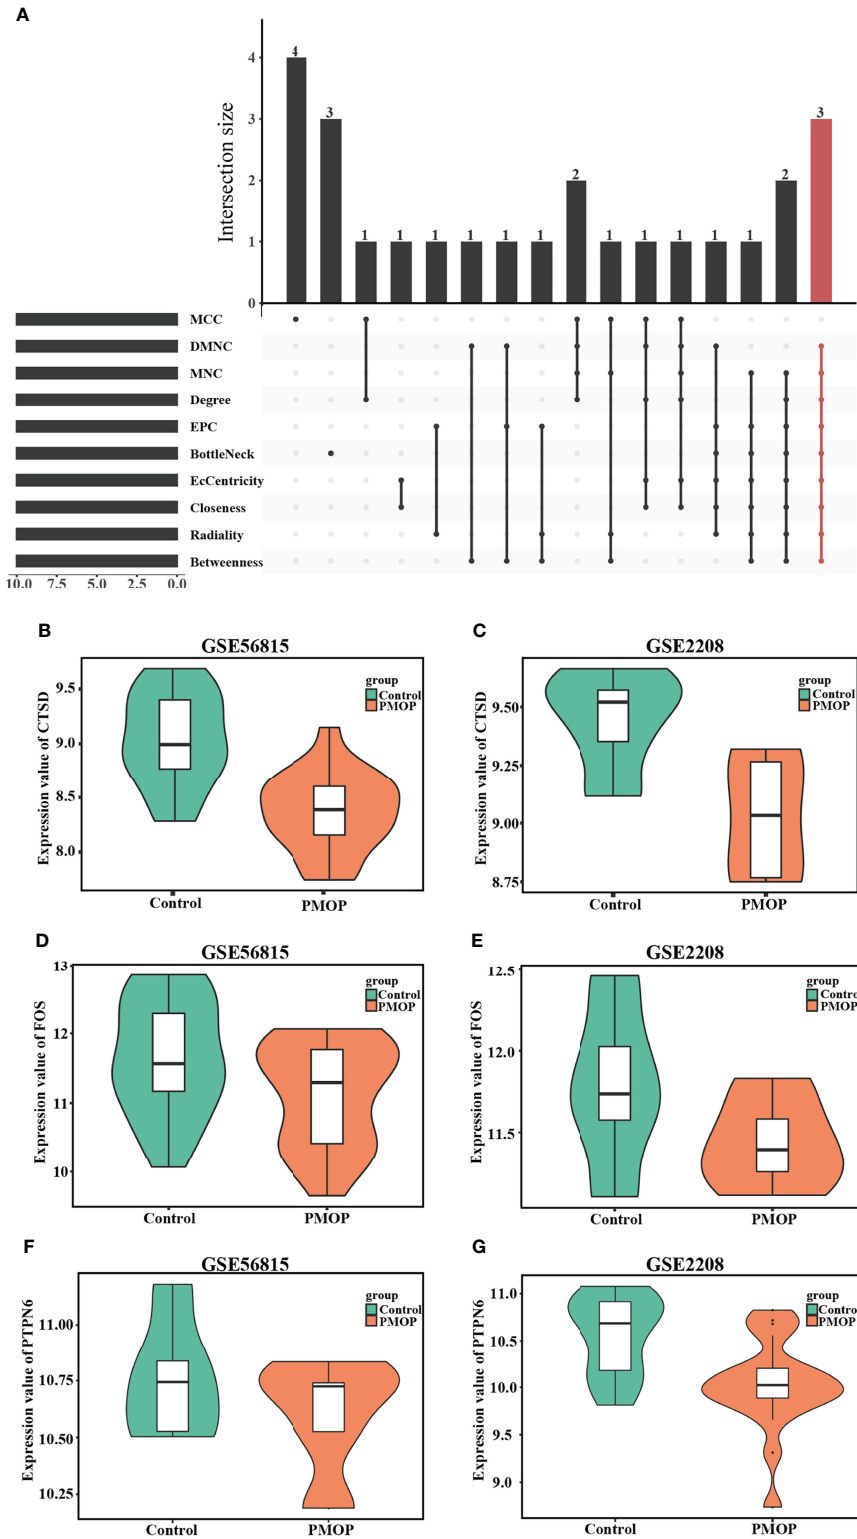 A
Intersection size
4
3
2
1
0
4
3
1
1
1
1
1
1
2
1
1
1
1
1
2
3
MCC
DMNC
MNC
Degree
EPC
BottleNeck
EcCentricity
Closeness
Radiality
Betweenness
10.0 7.5 5.0 2.5 0.0
B
GSE56815
Expression value of CTSD
9.5
9.0
8.5
8.0
group
Control
PMOP
Control PMOP
C
GSE2208
Expression value of CTSD
9.50
9.25
9.00
8.75
group
Control
PMOP
Control PMOP
D
GSE56815
Expression value of FOS
13
12
11
10
group
Control
PMOP
Control PMOP
E
GSE2208
Expression value of FOS
12.5
12.0
11.5
group
Control
PMOP
Control PMOP
F
GSE56815
Expression value of PTPN6
11.00
10.75
10.50
10.25
group
Control
PMOP
Control PMOP
G
GSE2208
Expression value of PTPN6
11.0
10.5
10.0
9.5
9.0
group
Control
PMOP
Control PMOP